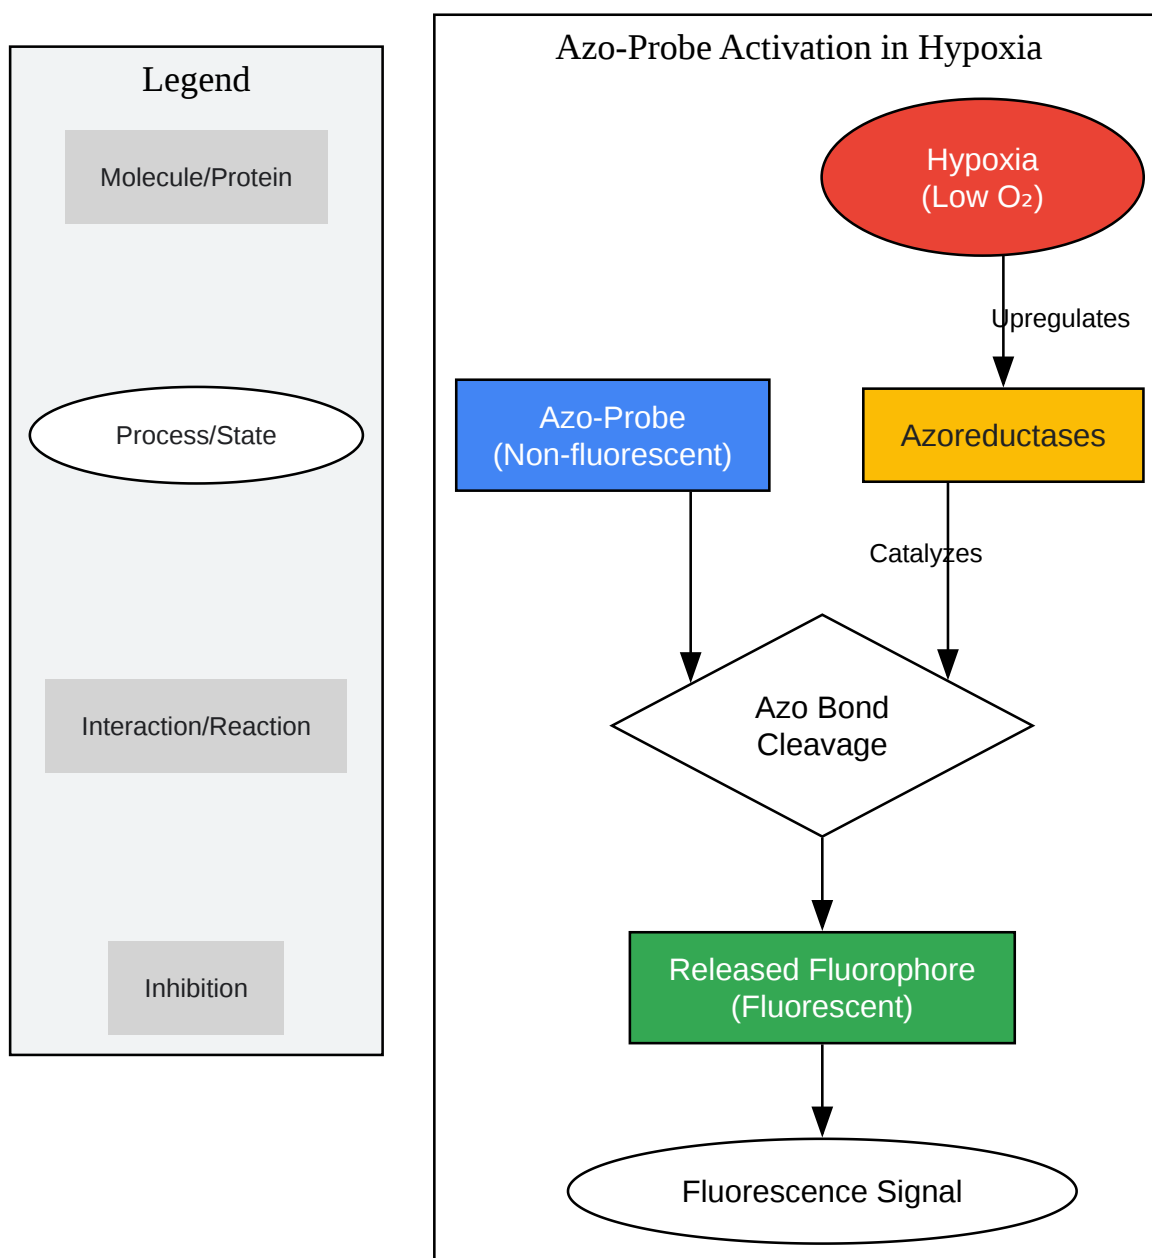 Legend
Molecule/Protein
Process/State
Interaction/Reaction
Inhibition
Azo-Probe Activation in Hypoxia
Hypoxia
(Low O₂)
Upregulates
Azo-Probe
(Non-fluorescent)
Azoreductases
Catalyzes
Azo Bond
Cleavage
Released Fluorophore
(Fluorescent)
Fluorescence Signal